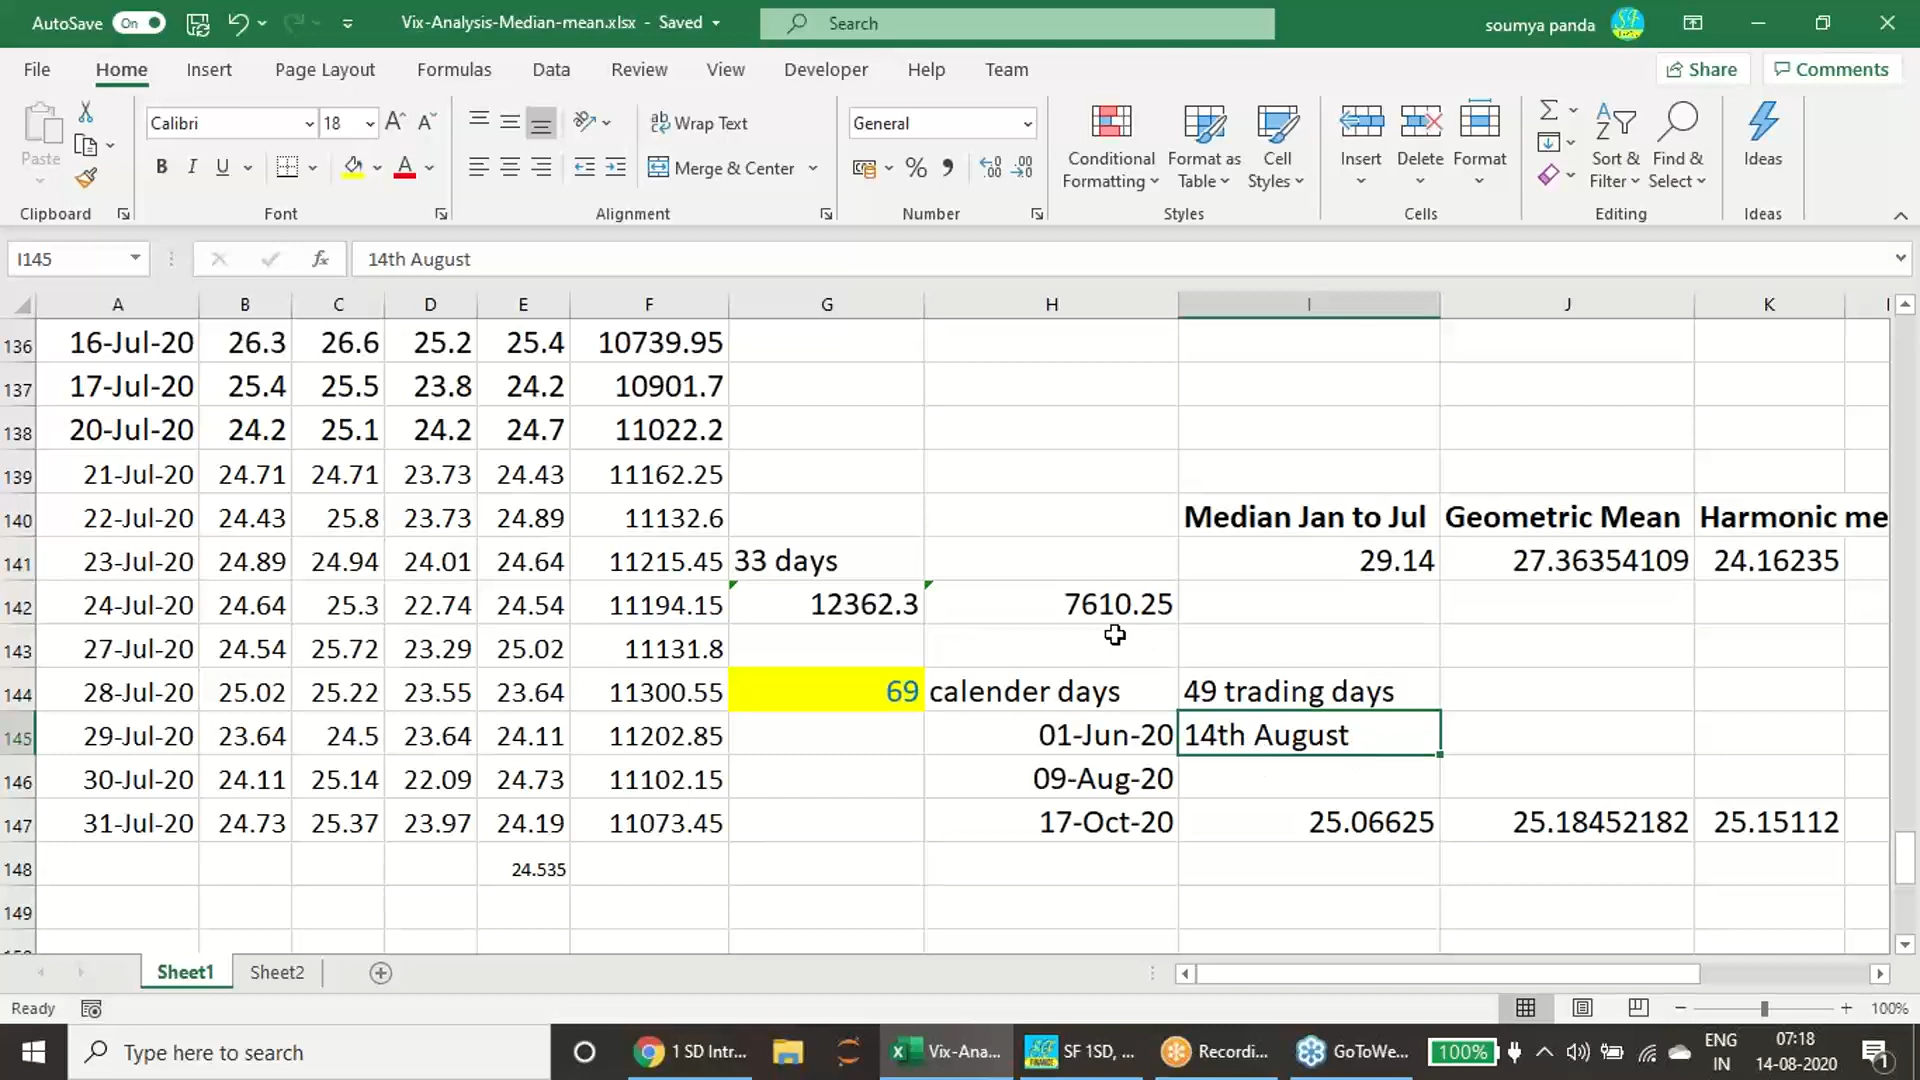 AutoSave On Vix-Analysis-Median-mean.xlsx - Saved Search soumya panda
File Home Insert Page Layout Formulas Data Review View Developer Help Team Share Comments
Paste Calibri 18 Wrap Text General Conditional Formatting Format as Table Cell Styles Insert Delete Format Sort & Filter Find & Select Ideas
B I U A Merge & Center %
Clipboard Font Alignment Number Styles Cells Editing Ideas
I145 fx 14th August
A B C D E F G H I J K
136 16-Jul-20 26.3 26.6 25.2 25.4 10739.95
137 17-Jul-20 25.4 25.5 23.8 24.2 10901.7
138 20-Jul-20 24.2 25.1 24.2 24.7 11022.2
139 21-Jul-20 24.71 24.71 23.73 24.43 11162.25
140 22-Jul-20 24.43 25.8 23.73 24.89 11132.6 Median Jan to Jul Geometric Mean Harmonic me
141 23-Jul-20 24.89 24.94 24.01 24.64 11215.45 33 days 29.14 27.36354109 24.16235
142 24-Jul-20 24.64 25.3 22.74 24.54 11194.15 12362.3 7610.25
143 27-Jul-20 24.54 25.72 23.29 25.02 11131.8
144 28-Jul-20 25.02 25.22 23.55 23.64 11300.55 69 calender days 49 trading days
145 29-Jul-20 23.64 24.5 23.64 24.11 11202.85 01-Jun-20 14th August
146 30-Jul-20 24.11 25.14 22.09 24.73 11102.15 09-Aug-20
147 31-Jul-20 24.73 25.37 23.97 24.19 11073.45 17-Oct-20 25.06625 25.18452182 25.15112
148 24.535
149
Sheet1 Sheet2
Ready 100%
Type here to search 1 SD Intr... Vix-Ana... SF 1SD, ... Recordi... GoToWe... 100% ENG IN 07:18 14-08-2020 1